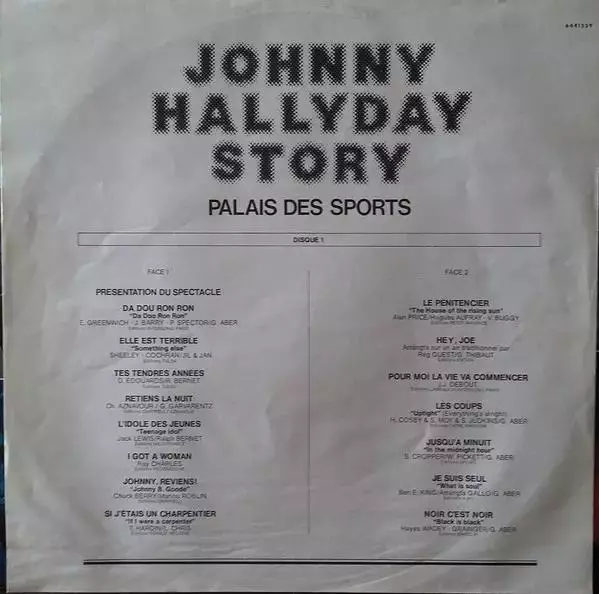 6641559
JOHNNY
HALLYDAY
STORY
PALAIS DES SPORTS
DISQUE 1
FACE 1
PRESENTATION DU SPECTACLE
DA DOU RON RON
"Da Doo Ron Ron"
E. GREENWICH - J. BARRY - P. SPECTOR/G. ABER
ELLE EST TERRIBLE
"Something else"
SHEELEY - COCHRAN/JIL & JAN
TES TENDRES ANNÉES
D. EDOUARDS/R. BERNET
RETIENS LA NUIT
Ch. AZNAVOUR / G. GARVARENTZ
L'IDOLE DES JEUNES
"Teenage idol"
Jack LEWIS/Ralph BERNET
I GOT A WOMAN
Ray CHARLES
JOHNNY, REVIENS!
"Johnny B. Goode"
Chuck BERRY/Manou ROBLIN
SI J'ÉTAIS UN CHARPENTIER
"If I were a carpenter"
T. HARDIN/L. CHRIS
FACE 2
LE PENITENCIER
"The House of the rising sun"
Alan PRICE/Hugues AUFRAY - V. BUGGY
HEY, JOE
Arrangts sur un air traditionnel par
Reg GUEST/G. THIBAUT
POUR MOI LA VIE VA COMMENCER
J.J. DEBOUT
LES COUPS
"Uptight" (Everything's alright)
H. COSBY & S. MOY & S. JUDKINS/G. ABER
JUSQU'A MINUIT
"In the midnight hour"
S. CROPPER/W. PICKETT/G. ABER
JE SUIS SEUL
"What is soul"
Ben E. KING/Arrangts GALLO/G. ABER
NOIR C'EST NOIR
"Black is black"
Hayes WADEY - GRAINGER/G. ABER